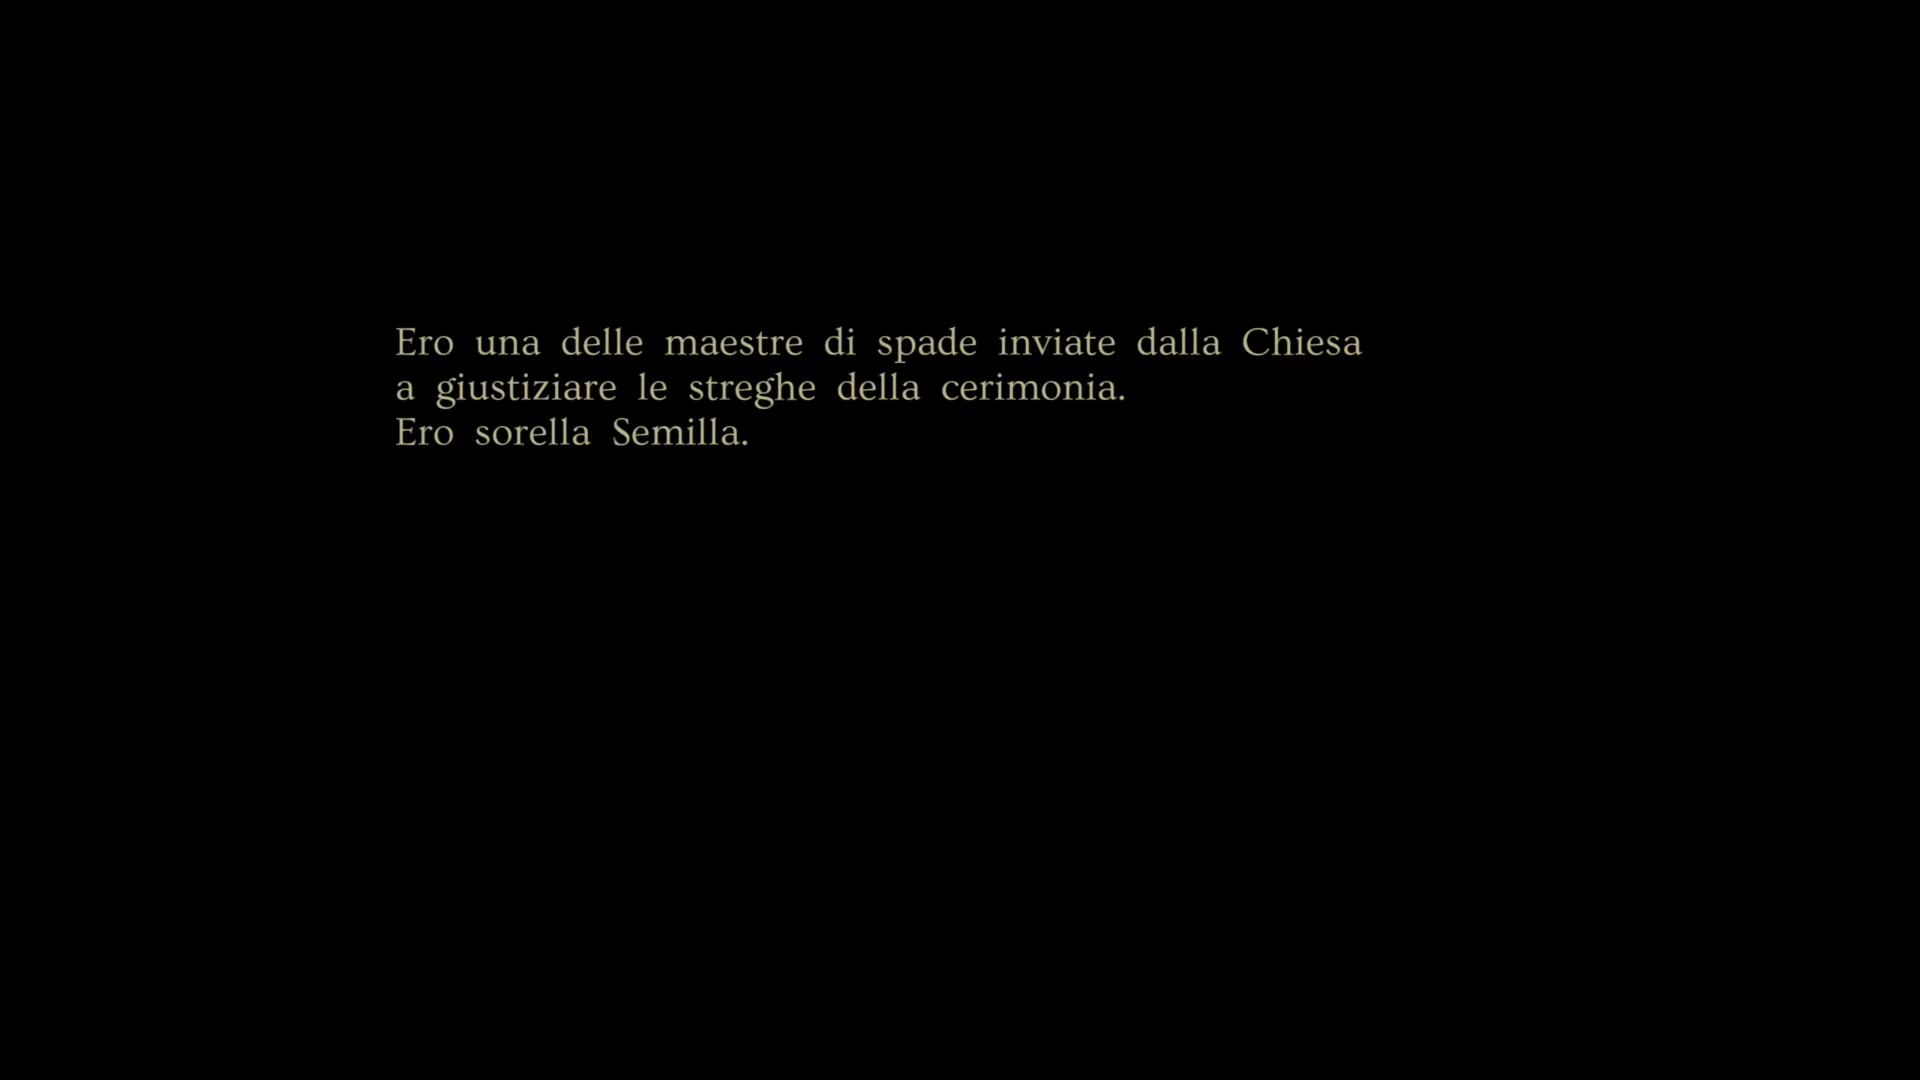 Ero una delle maestre di spade inviate dalla Chiesa
a giustiziare le streghe della cerimonia.
Ero sorella Semilla.